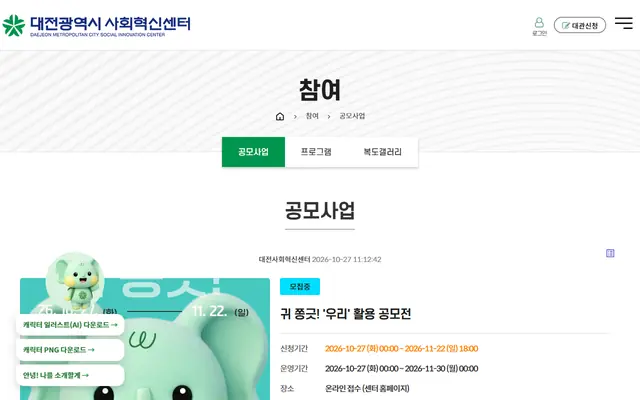 대전광역시 사회혁신센터
DAEJEON METROPOLITAN CITY SOCIAL INNOVATION CENTER
로그인
대관신청
참여
참여 > 공모사업
공모사업
프로그램
복도갤러리
공모사업
대전사회혁신센터 2026-10-27 11:12:42
(화)
11. 22. (일)
캐릭터 일러스트(AI) 다운로드 →
캐릭터 PNG 다운로드 →
안녕! 나를 소개할게 →
모집중
귀 쫑긋! '우리' 활용 공모전
신청기간 2026-10-27 (화) 00:00 ~ 2026-11-22 (일) 18:00
운영기간 2026-10-27 (화) 00:00 ~ 2026-11-30 (월) 00:00
장소 온라인 접수 (센터 홈페이지)